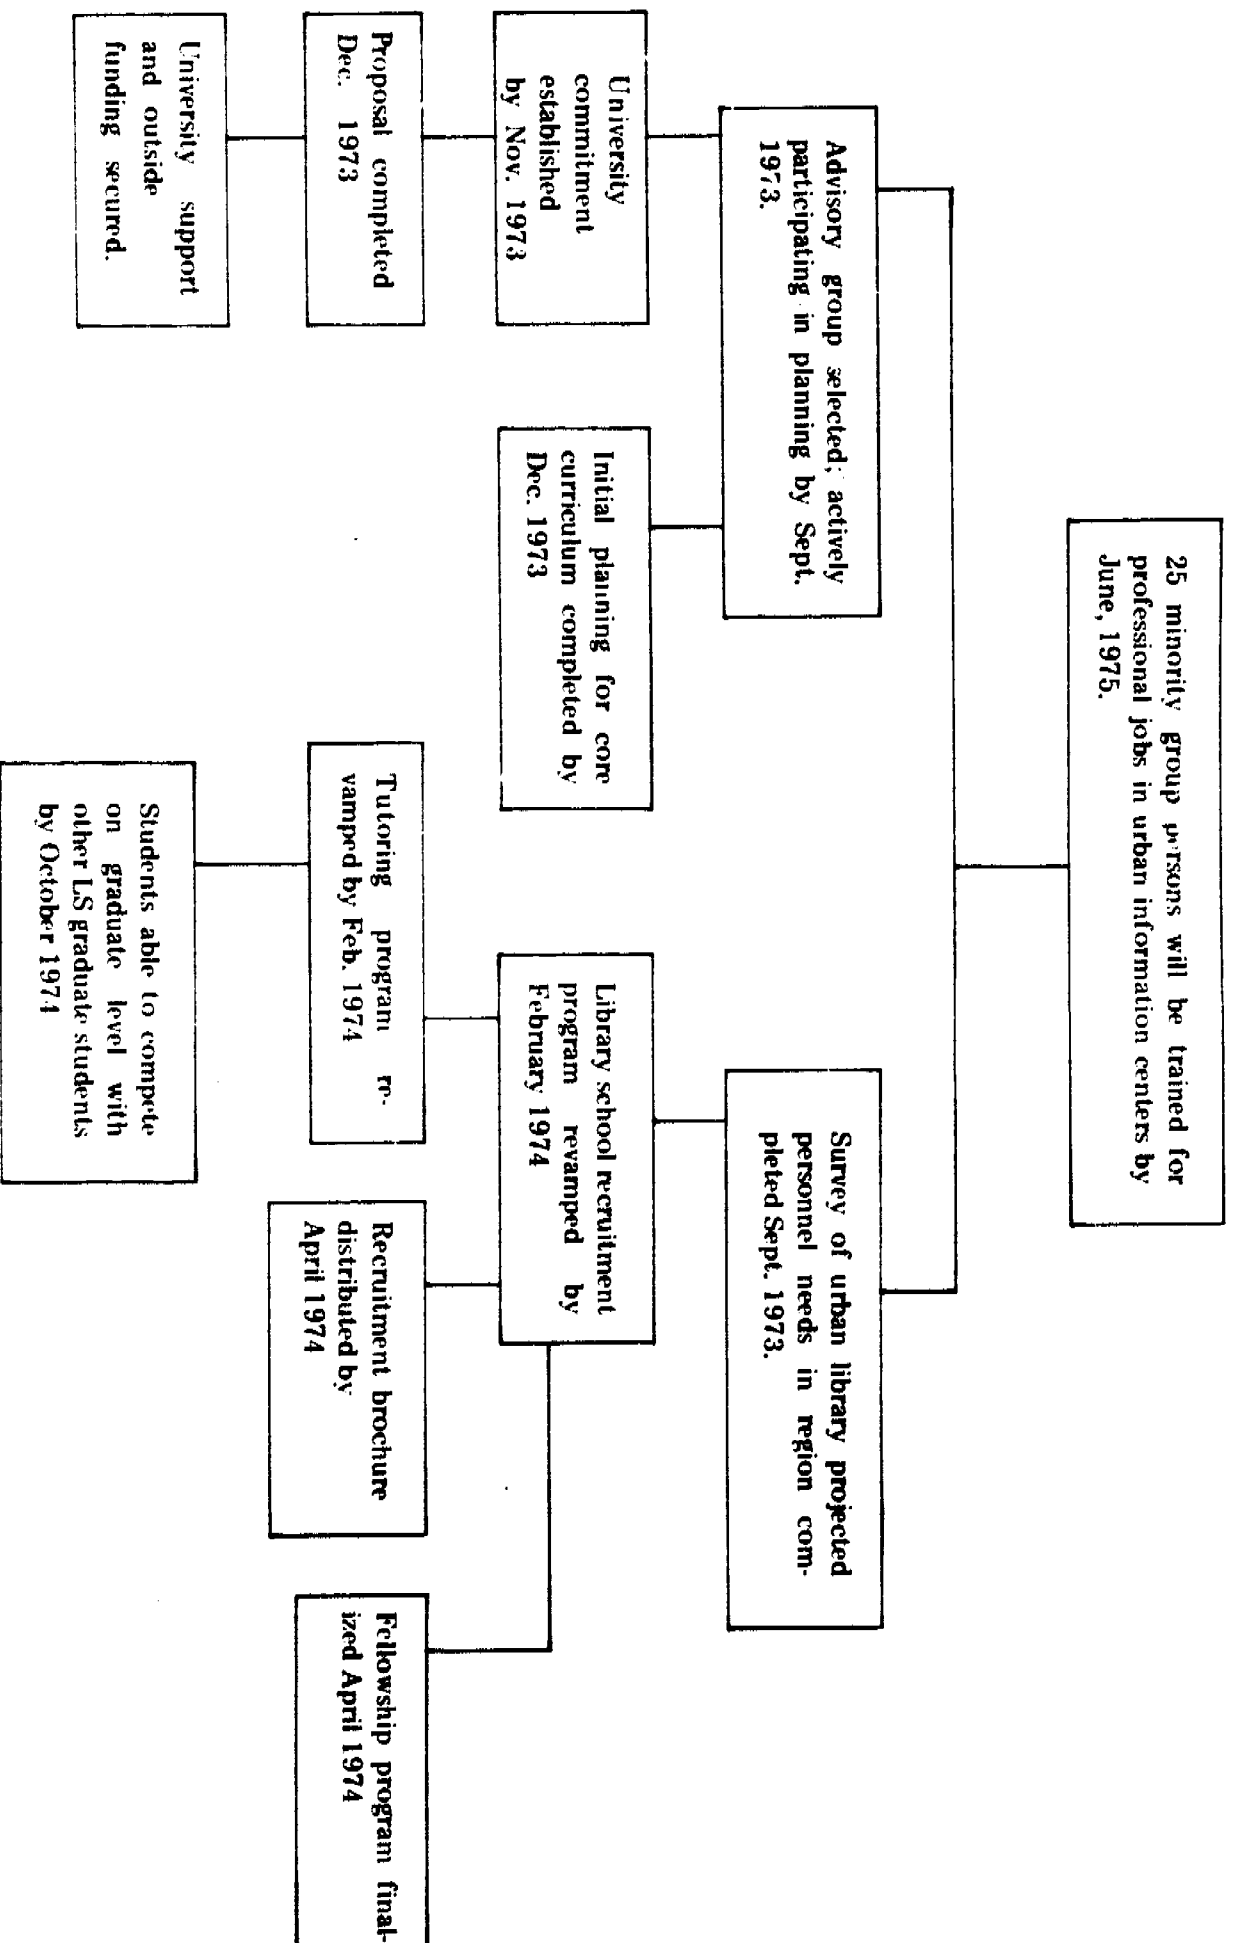 25 minority group persons will be trained for
professional jobs in urban information centers by
June, 1975.
Advisory group selected; actively
participating in planning by Sept.
1973.
Survey of urban library projected
personnel needs in region com-
pleted Sept. 1973.
University
commitment
established
by Nov. 1973
Initial planning for core
curriculum completed by
Dec. 1973
Library school recruitment
program revamped by
February 1974
Proposal completed
Dec. 1973
Tutoring program re-
vamped by Feb. 1974
Recruitment brochure
distributed by
April 1974
Fellowship program final-
ized April 1974
University support
and outside
funding secured.
Students able to compete
on graduate level with
other LS graduate students
by October 1974